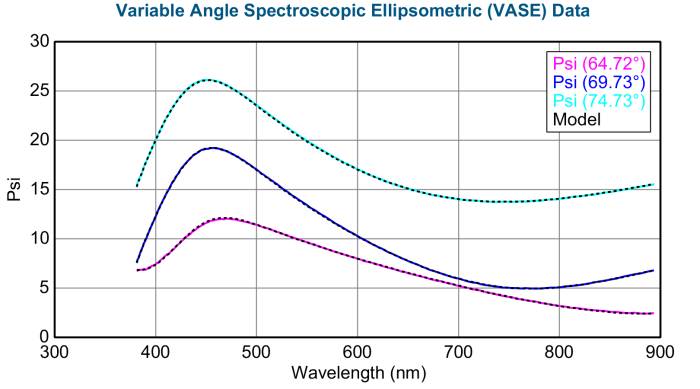 Variable Angle Spectroscopic Ellipsometric (VASE) Data
30
25
20
15
10
5
0
Psi
Psi (64.72°)
Psi (69.73°)
Psi (74.73°)
Model
300 400 500 600 700 800 900
Wavelength (nm)